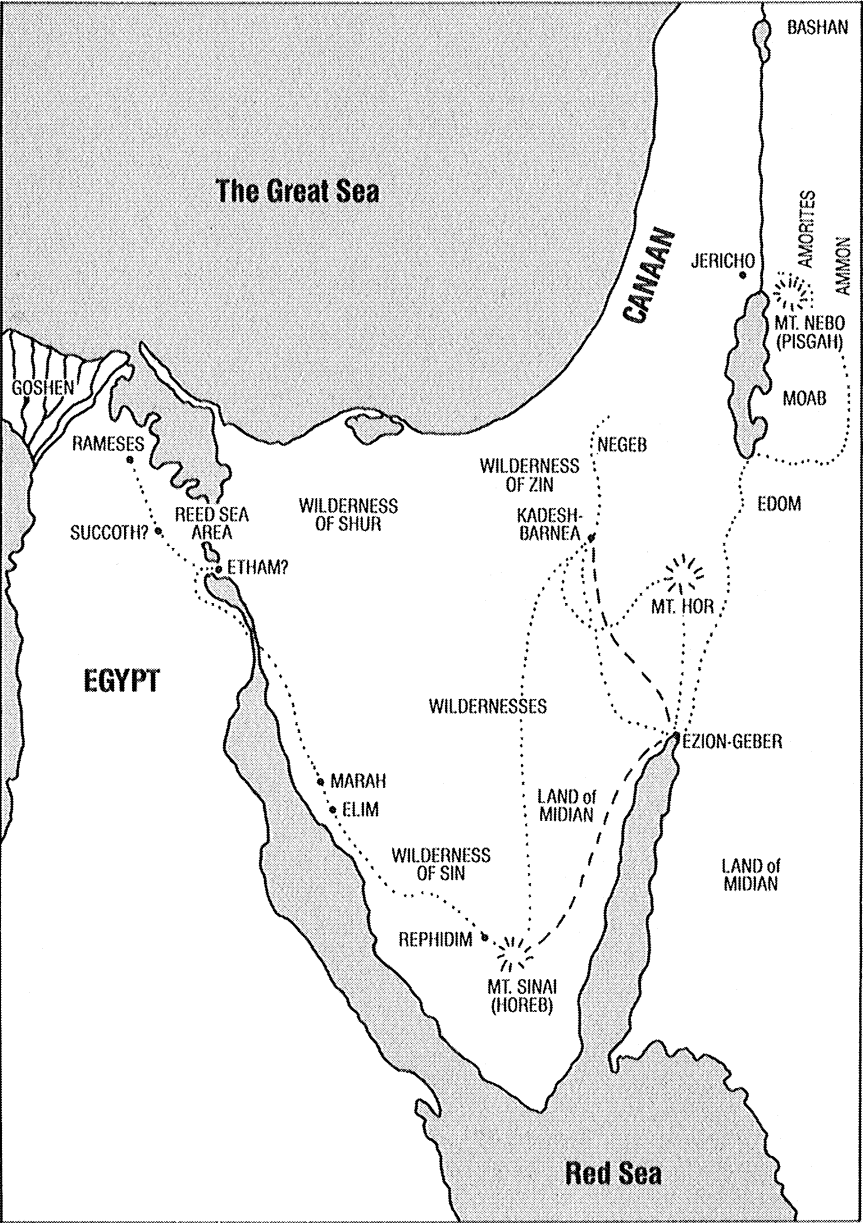 BASHAN
The Great Sea
AMORITES
AMMON
CANAAN
JERICHO
MT. NEBO
(PISGAH)
GOSHEN
MOAB
RAMESES
NEGEB
WILDERNESS
OF ZIN
WILDERNESS
OF SHUR
EDOM
REED SEA
AREA
KADESH-
BARNEA
SUCCOTH?
ETHAM?
MT. HOR
EGYPT
WILDERNESSES
EZION-GEBER
MARAH
ELIM
LAND of
MIDIAN
WILDERNESS
OF SIN
LAND of
MIDIAN
REPHIDIM
MT. SINAI
(HOREB)
Red Sea